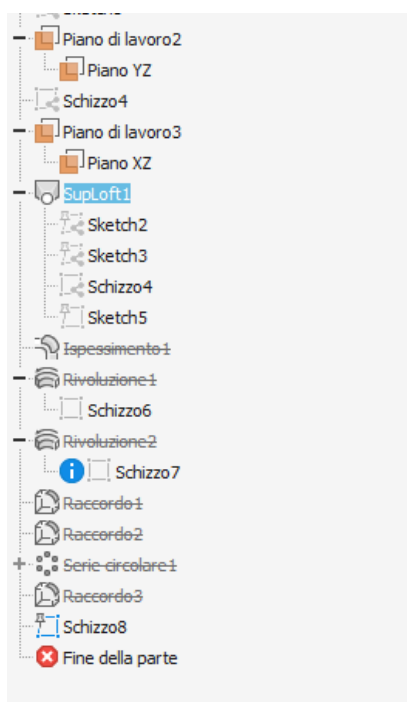 Piano di lavoro2
Piano YZ
Schizzo4
Piano di lavoro3
Piano XZ
SupLoft1
Sketch2
Sketch3
Schizzo4
Sketch5
Ispessimento1
Rivoluzione1
Schizzo6
Rivoluzione2
Schizzo7
Raccordo1
Raccordo2
Serie circolare1
Raccordo3
Schizzo8
Fine della parte